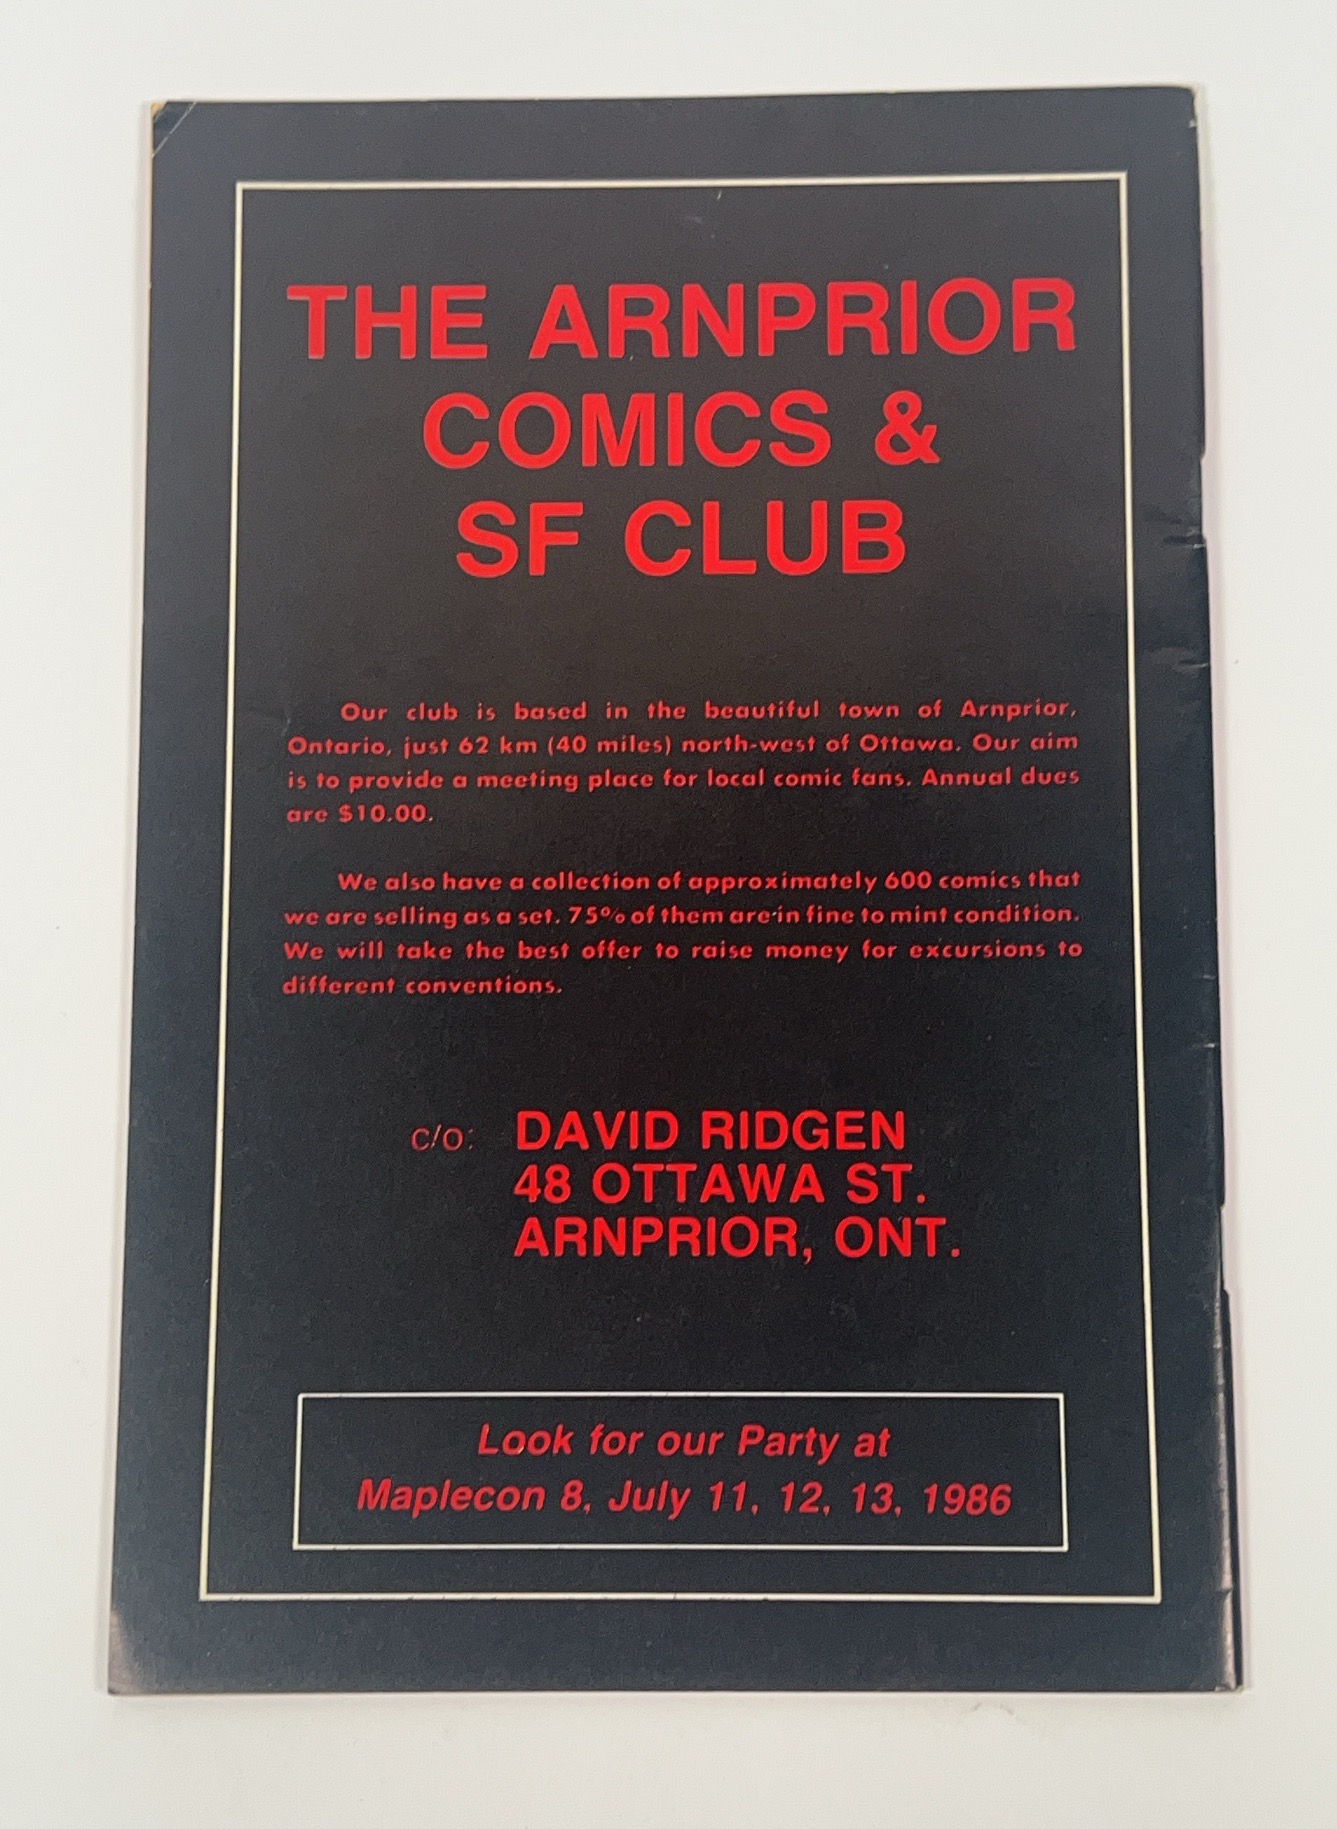 THE ARNPRIOR
COMICS &
SF CLUB
Our club is based in the beautiful town of Arnprior,
Ontario, just 62 km (40 miles) north-west of Ottawa. Our aim
is to provide a meeting place for local comic fans. Annual dues
are $10.00.
We also have a collection of approximately 600 comics that
we are selling as a set. 75% of them are in fine to mint condition.
We will take the best offer to raise money for excursions to
different conventions.
c/o: DAVID RIDGEN
48 OTTAWA ST.
ARNPRIOR, ONT.
Look for our Party at
Maplecon 8, July 11, 12, 13, 1986